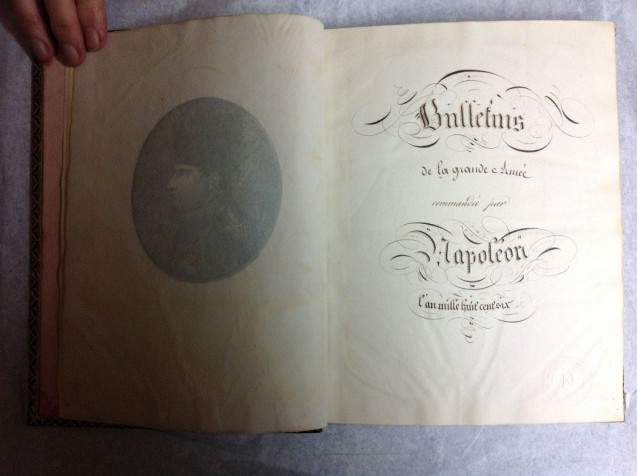 Bulletins
de la grande Armée
commandée par
Napoléon
l'an mille huit cent six